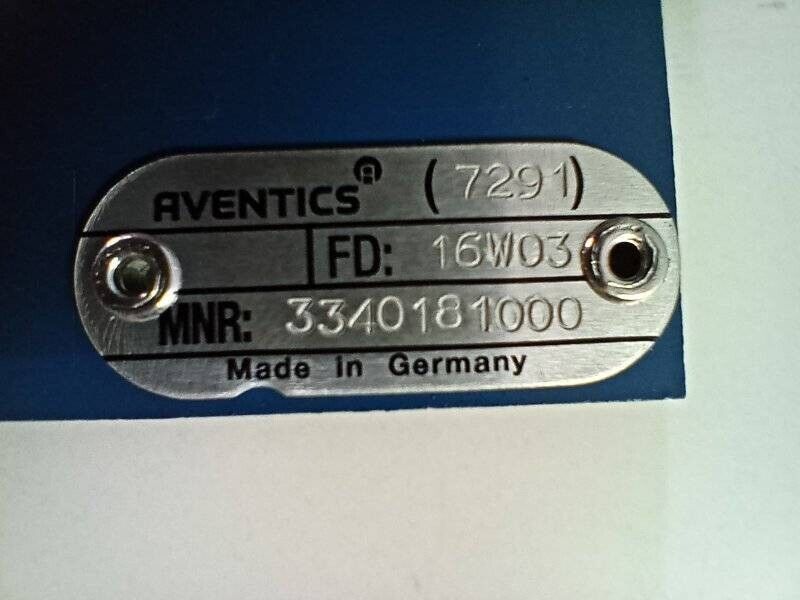 AVENTICS (7291)
FD: 16W03
MNR: 3340181000
Made in Germany